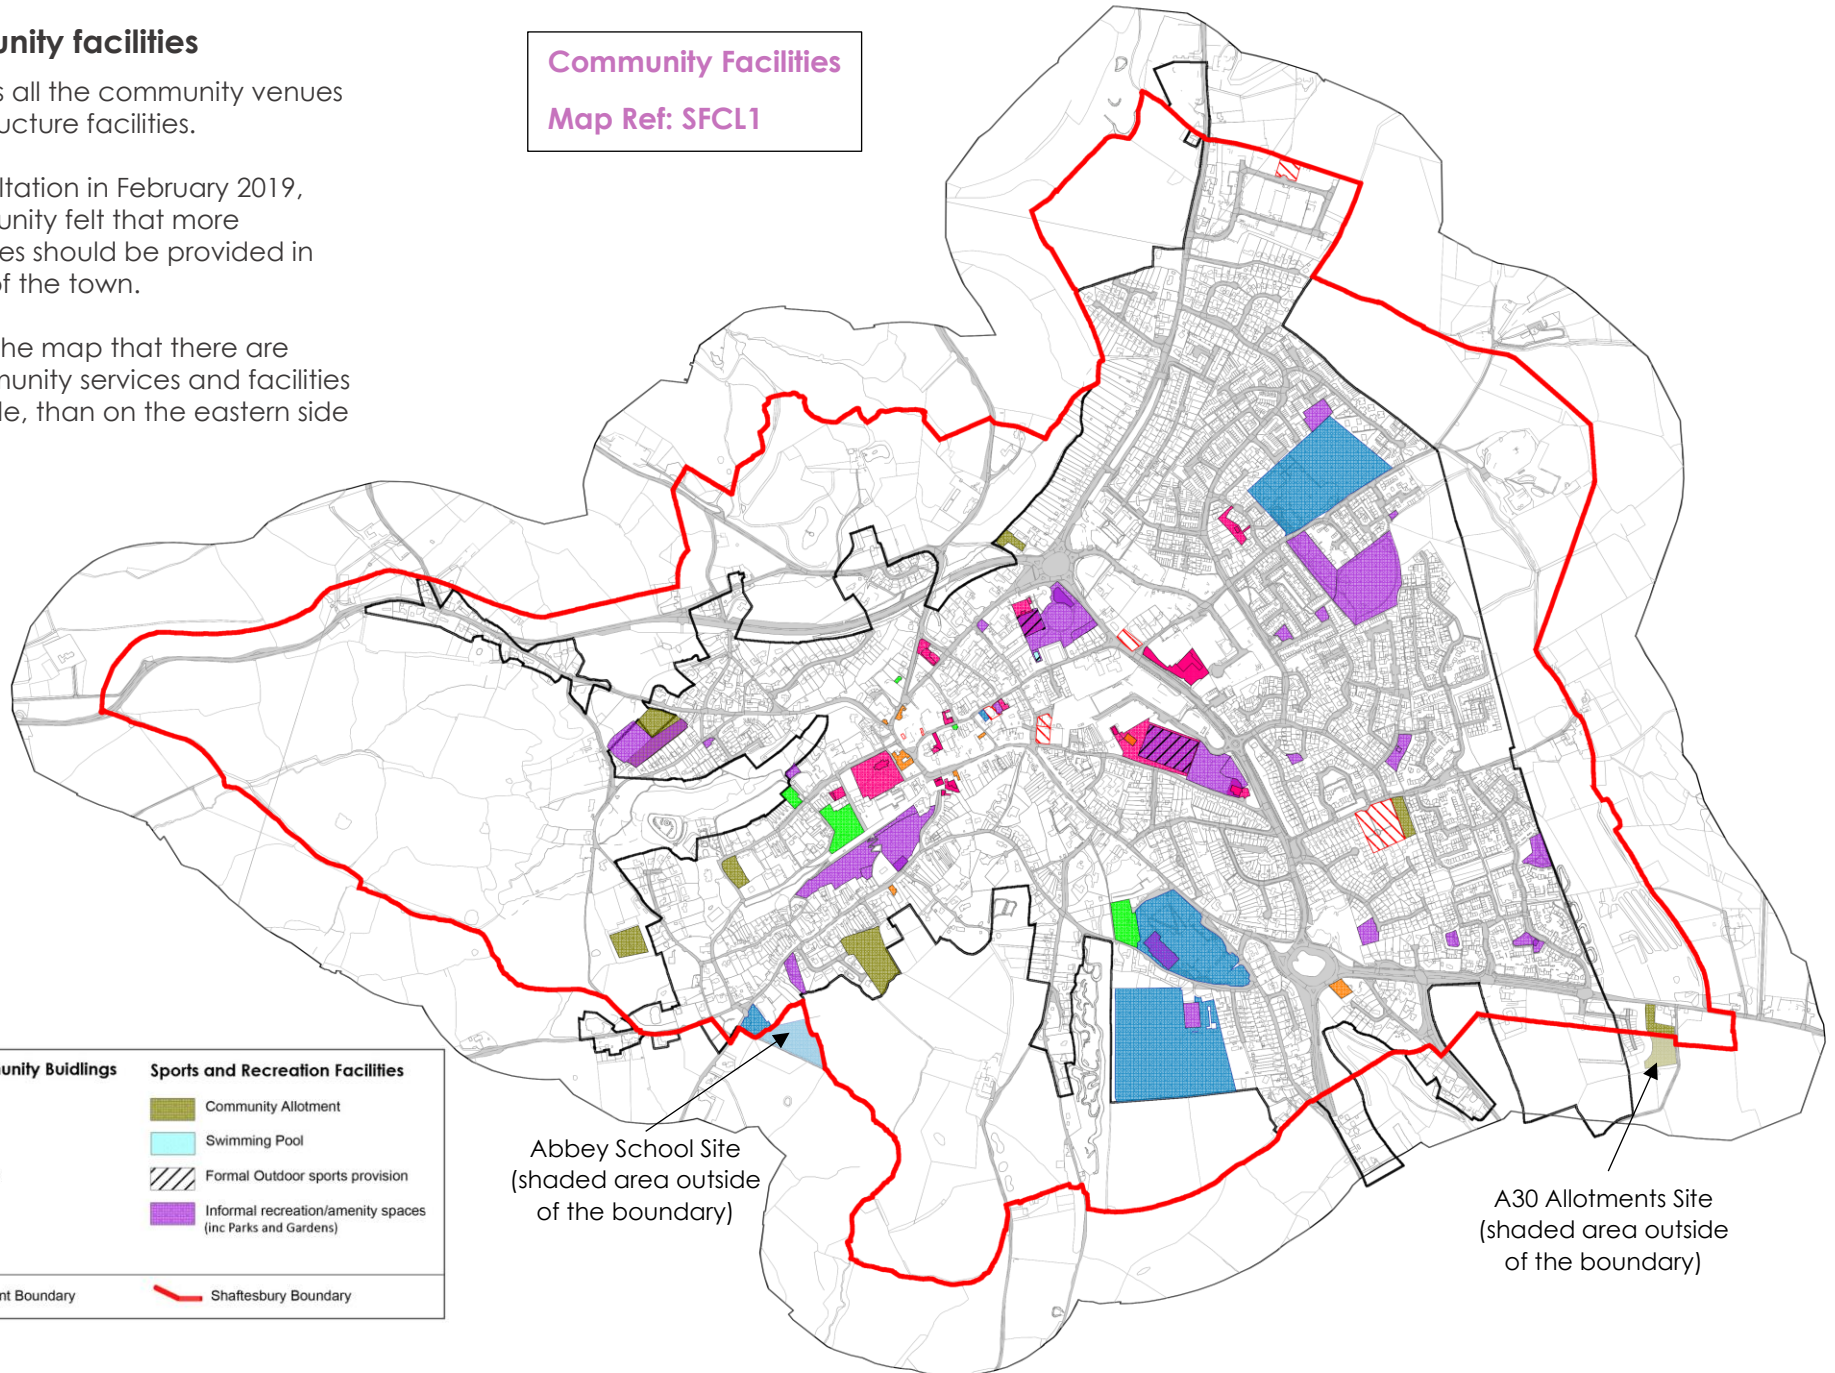 unity facilities
s all the community venues
ucture facilities.
ltation in February 2019,
unity felt that more
es should be provided in
of the town.
he map that there are
munity services and facilities
de, than on the eastern side
Community Facilities
Map Ref: SFCL1
Abbey School Site
(shaded area outside
of the boundary)
A30 Allotments Site
(shaded area outside
of the boundary)
unity Buidlings
Sports and Recreation Facilities
Community Allotment
Swimming Pool
Formal Outdoor sports provision
Informal recreation/amenity spaces
(inc Parks and Gardens)
nt Boundary
Shaftesbury Boundary